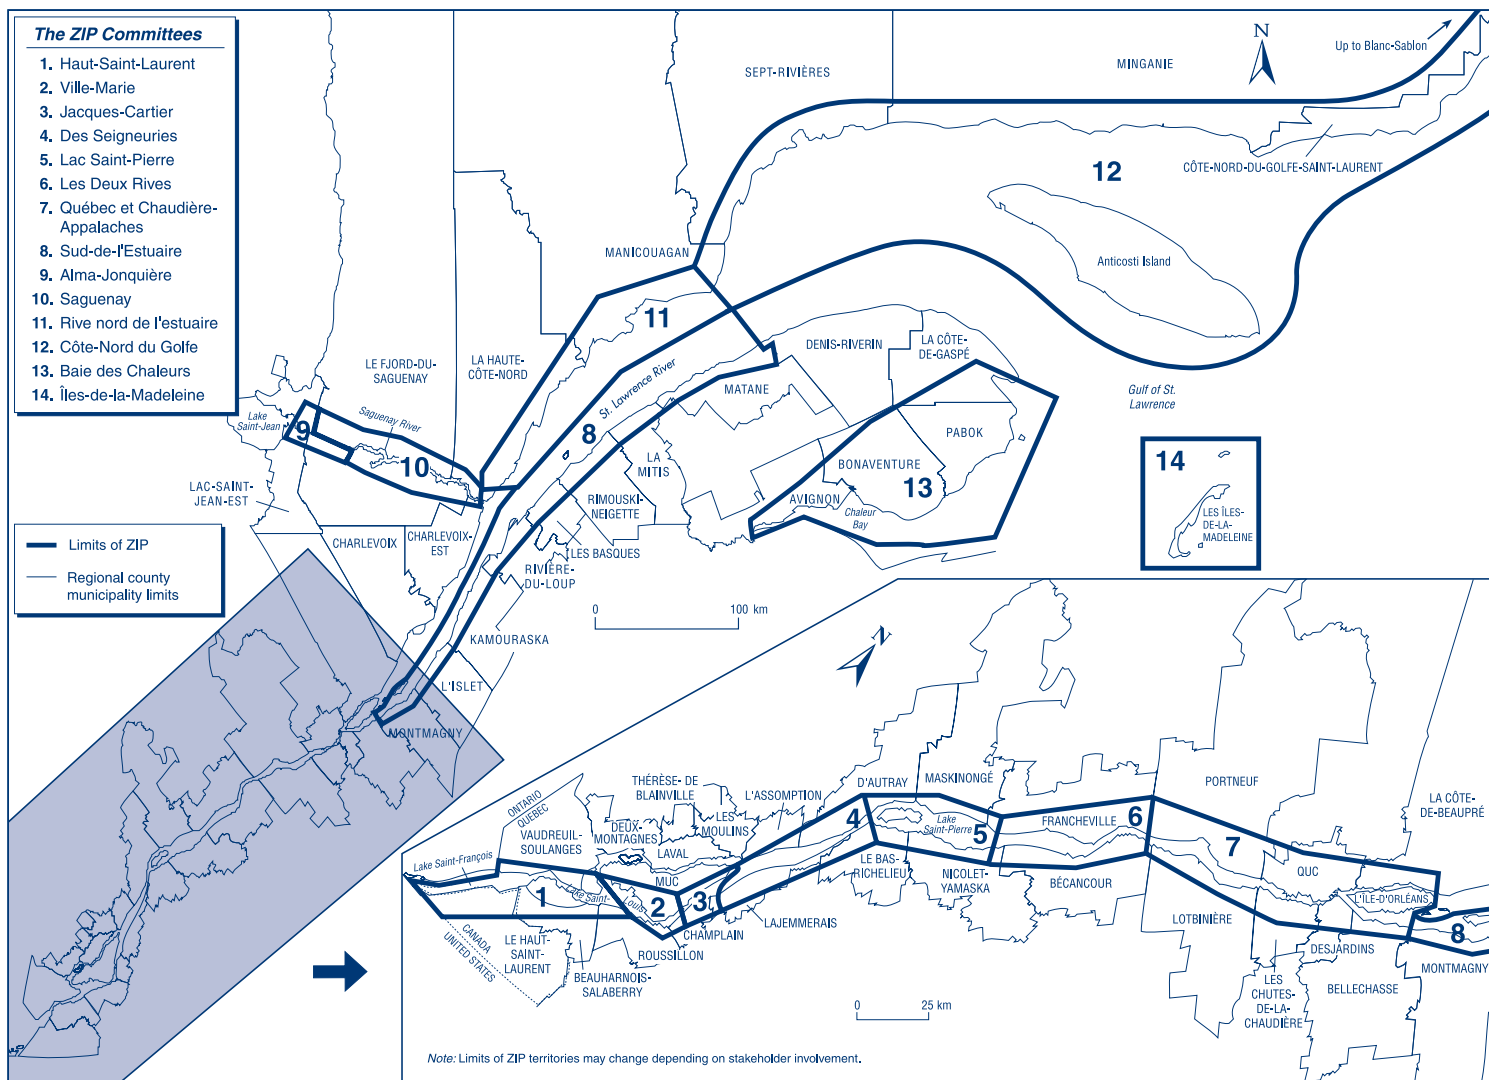 The ZIP Committees
1. Haut-Saint-Laurent
2. Ville-Marie
3. Jacques-Cartier
4. Des Seigneuries
5. Lac Saint-Pierre
6. Les Deux Rives
7. Québec et Chaudière-
Appalaches
8. Sud-de-l'Estuaire
9. Alma-Jonquière
10. Saguenay
11. Rive nord de l'estuaire
12. Côte-Nord du Golfe
13. Baie des Chaleurs
14. Îles-de-la-Madeleine
Limits of ZIP
Regional county
municipality limits
N
Up to Blanc-Sablon
SEPT-RIVIÈRES
MINGANIE
12
CÔTE-NORD-DU-GOLFE-SAINT-LAURENT
Anticosti Island
MANICOUAGAN
11
LE FJORD-DU-
SAGUENAY
LA HAUTE-
CÔTE-NORD
DENIS-RIVERIN
LA CÔTE-
DE-GASPÉ
St. Lawrence River
MATANE
Gulf of St.
Lawrence
Lake
Saint-Jean
9
Saguenay River
10
8
LA
MITIS
PABOK
BONAVENTURE
13
AVIGNON
Chaleur
Bay
14
LES ÎLES-
DE-LA-
MADELEINE
LAC-SAINT-
JEAN-EST
RIMOUSKI-
NEIGETTE
CHARLEVOIX
CHARLEVOIX-
EST
LES BASQUES
RIVIÈRE-
DU-LOUP
0
100 km
KAMOURASKA
L'ISLET
MONTMAGNY
N
ONTARIO
QUEBEC
VAUDREUIL-
SOULANGES
DEUX-
MONTAGNES
THÉRÈSE- DE
BLAINVILLE
LES
MOULINS
L'ASSOMPTION
D'AUTRAY
MASKINONGÉ
PORTNEUF
LA CÔTE-
DE-BEAUPRÉ
LAVAL
MUC
4
Lake
Saint-Pierre
5
FRANCHEVILLE
6
7
QUC
L'ÎLE-D'ORLÉANS
8
Lake Saint-François
1
Lake Saint-
Louis
2
3
LE BAS-
RICHELIEU
NICOLET-
YAMASKA
BÉCANCOUR
LOTBINIÈRE
CHAMPLAIN
LAJEMMERAIS
ROUSSILLON
CANADA
UNITED STATES
LE HAUT-
SAINT-
LAURENT
BEAUHARNOIS-
SALABERRY
DESJARDINS
MONTMAGNY
LES
CHUTES-
DE-LA-
CHAUDIÈRE
BELLECHASSE
0
25 km
Note: Limits of ZIP territories may change depending on stakeholder involvement.